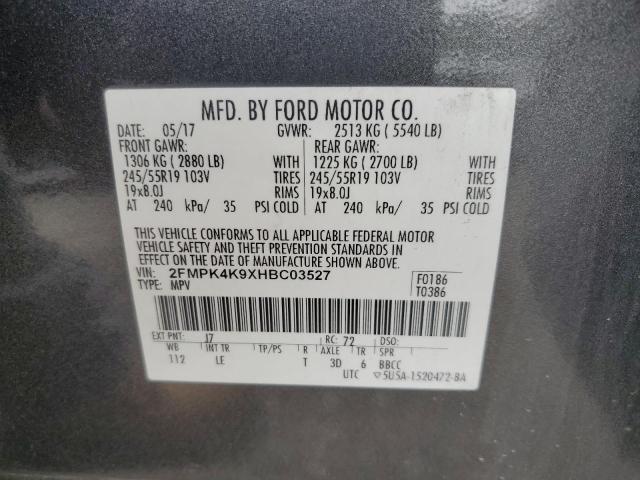 MFD. BY FORD MOTOR CO.
DATE: 05/17 GVWR: 2513 KG ( 5540 LB)
FRONT GAWR: REAR GAWR:
1306 KG ( 2880 LB) WITH 1225 KG ( 2700 LB) WITH
245/55R19 103V TIRES 245/55R19 103V TIRES
19x8.0J RIMS 19x8.0J RIMS
AT 240 kPa/ 35 PSI COLD AT 240 kPa/ 35 PSI COLD
THIS VEHICLE CONFORMS TO ALL APPLICABLE FEDERAL MOTOR
VEHICLE SAFETY AND THEFT PREVENTION STANDARDS IN EFFECT
ON THE DATE OF MANUFACTURE SHOWN ABOVE.
VIN: 2FMPK4K9XHBC03527 F0186
TYPE: MPV T0386
EXT PNT: J7 RC: 72 DSO:
WB INT TR TP/PS R AXLE TR SPR
112 LE T 3D 6 BBCC
UTC ▽5USA-1520472-BA